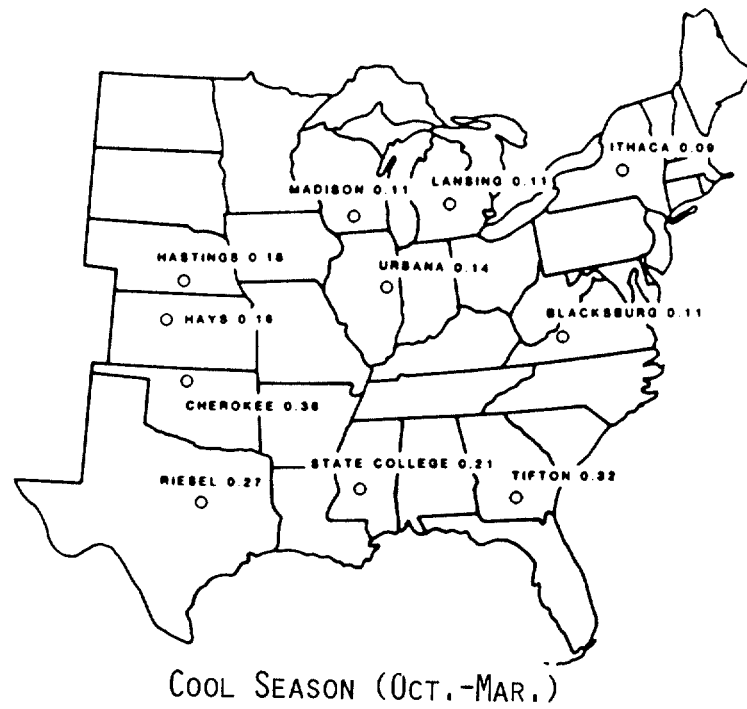 ITHACA 0.09
MADISON 0.11
LANSING 0.11
HASTINGS 0.18
URBANA 0.14
HAYS 0.16
BLACKSBURG 0.11
CHEROKEE 0.36
STATE COLLEGE 0.21
RIESEL 0.27
TIFTON 0.32
COOL SEASON (OCT.-MAR.)